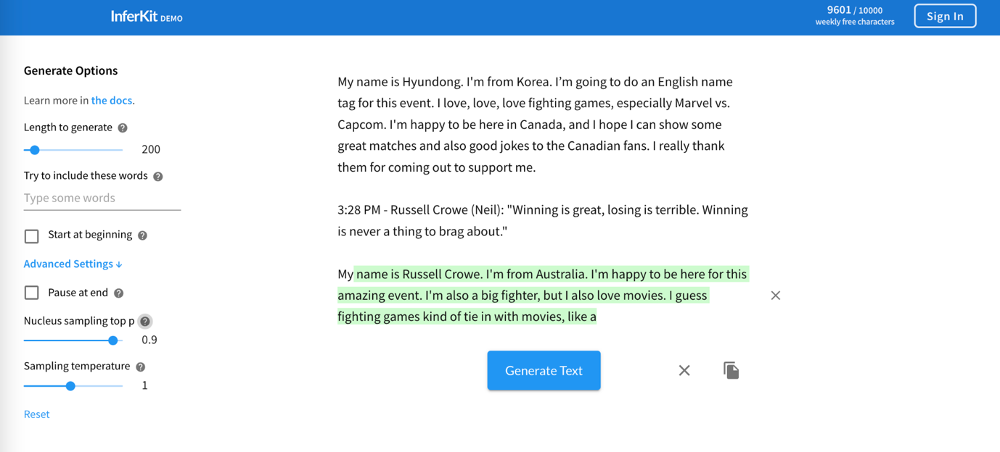 InferKit DEMO
9601 / 10000
weekly free characters
Sign In
Generate Options
Learn more in the docs.
Length to generate ?
200
Try to include these words ?
Type some words
Start at beginning ?
Advanced Settings ↓
Pause at end ?
Nucleus sampling top p ?
0.9
Sampling temperature ?
1
Reset
My name is Hyundong. I'm from Korea. I’m going to do an English name
tag for this event. I love, love, love fighting games, especially Marvel vs.
Capcom. I'm happy to be here in Canada, and I hope I can show some
great matches and also good jokes to the Canadian fans. I really thank
them for coming out to support me.
3:28 PM - Russell Crowe (Neil): "Winning is great, losing is terrible. Winning
is never a thing to brag about."
My name is Russell Crowe. I'm from Australia. I'm happy to be here for this
amazing event. I'm also a big fighter, but I also love movies. I guess
fighting games kind of tie in with movies, like a
Generate Text